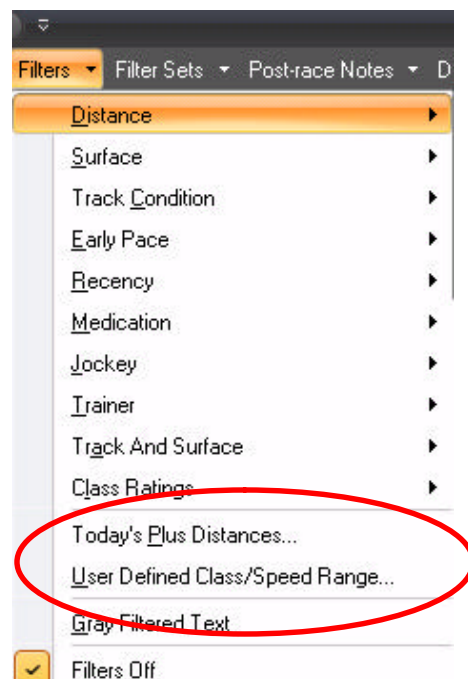 Filters Filter Sets Post-race Notes D
Distance
Surface
Track Condition
Early Pace
Recency
Medication
Jockey
Trainer
Track And Surface
Class Ratings
Today's Plus Distances...
User Defined Class/Speed Range...
Gray Filtered Text
Filters Off